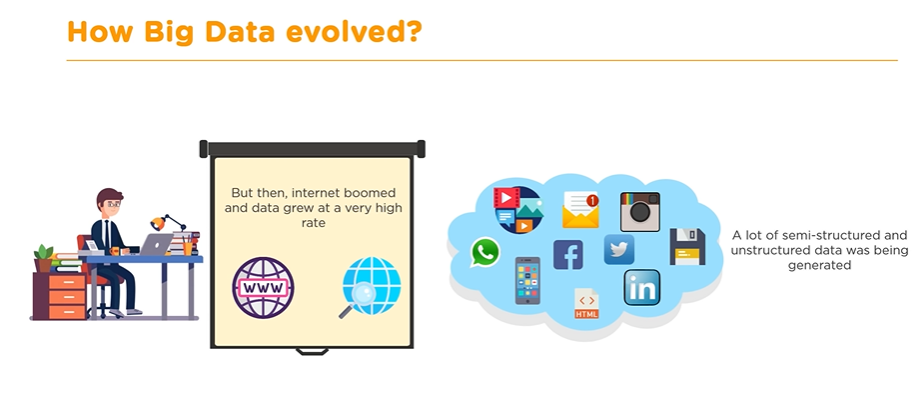 How Big Data evolved?
But then, internet boomed
and data grew at a very high
rate
WWW
1
in
HTML
A lot of semi-structured and
unstructured data was being
generated